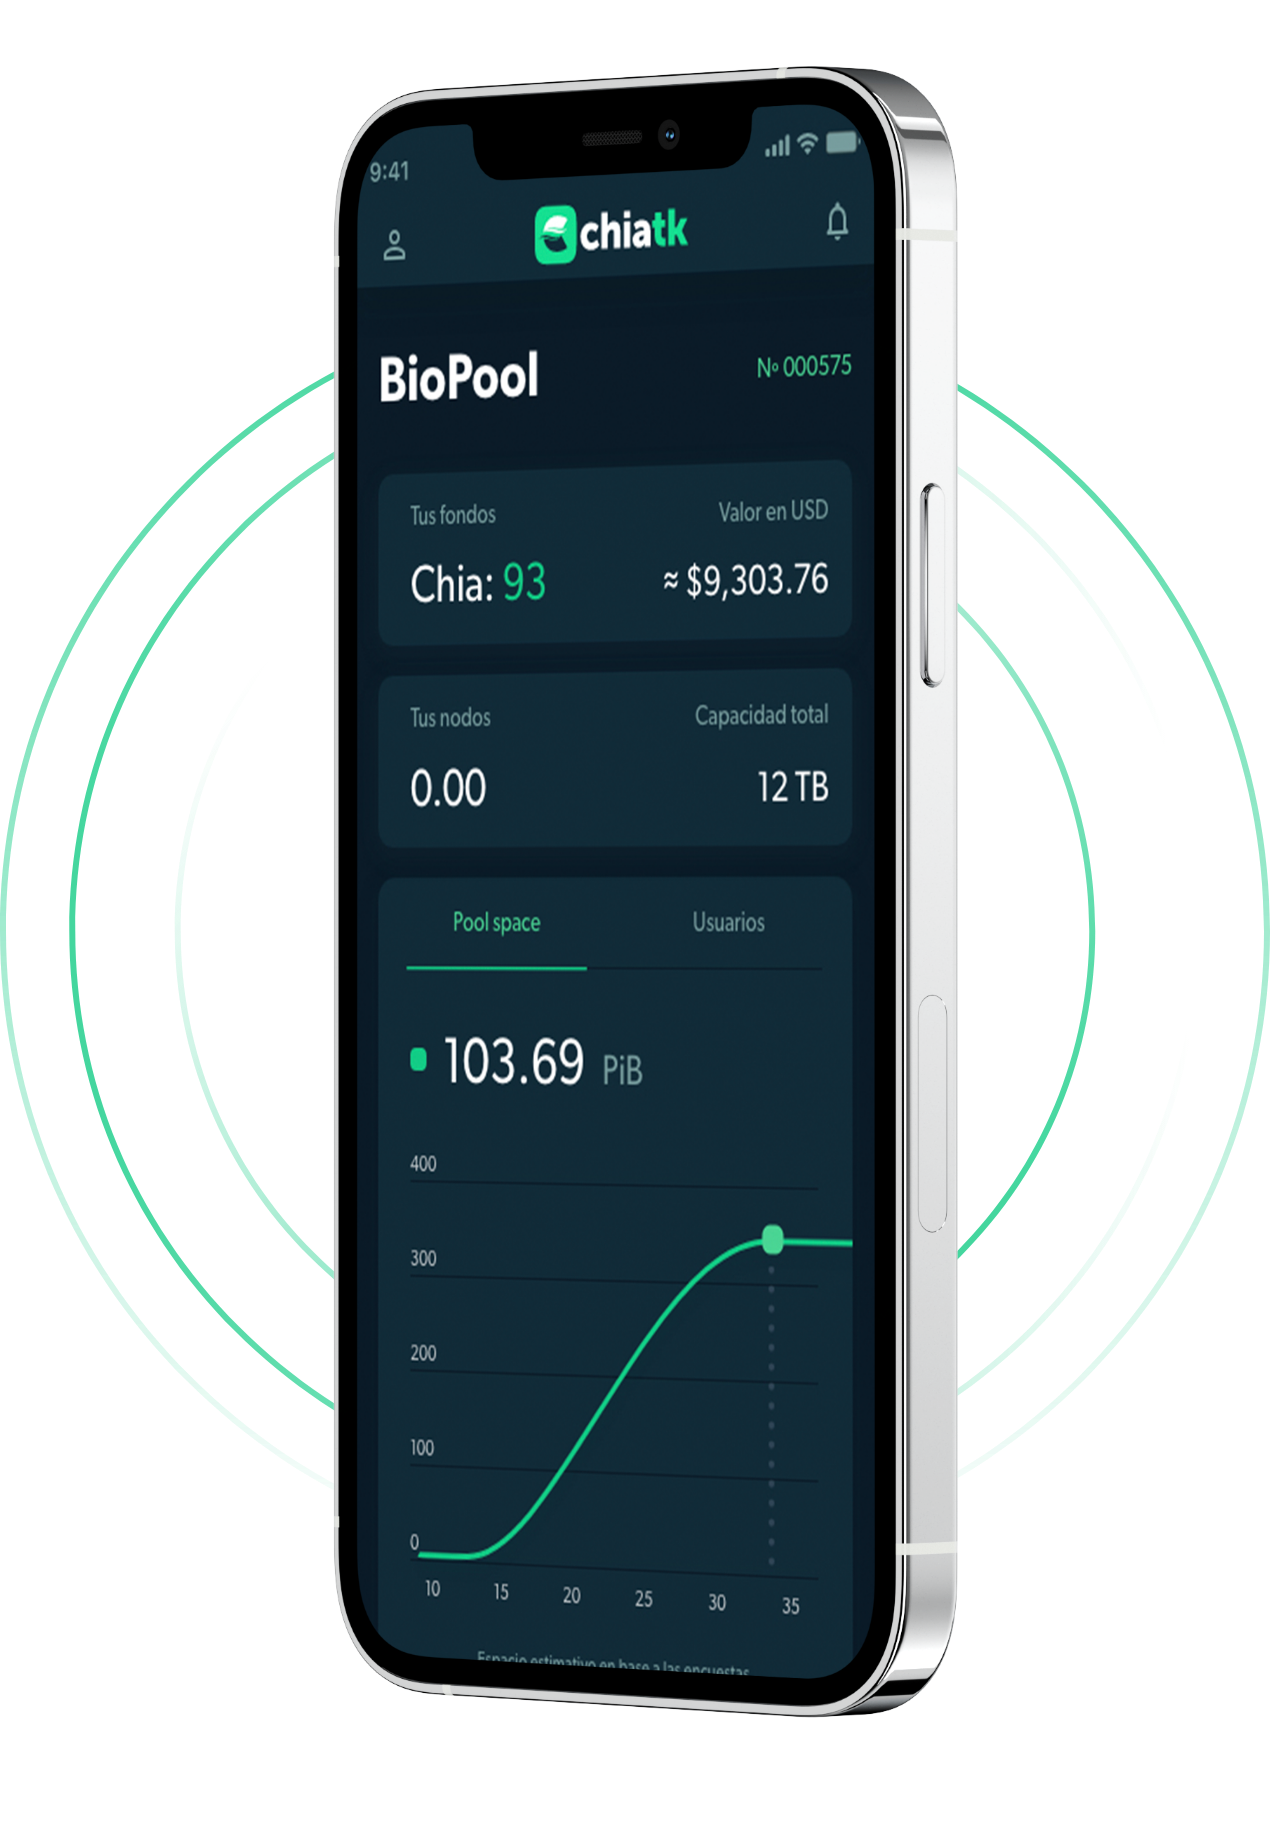 9:41
chiatk
BioPool
Nº 000575
Tus fondos
Valor en USD
Chia: 93
≈ $9,303.76
Tus nodos
Capacidad total
0.00
12 TB
Pool space
Usuarios
103.69 PiB
400
300
200
100
0
10 15 20 25 30 35
Espacio estimativo en base a las encuestas